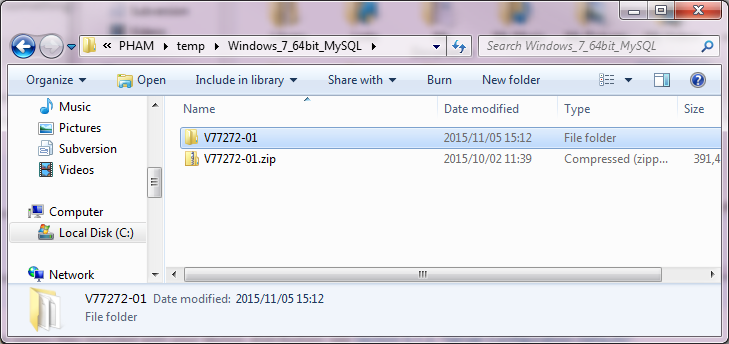 Subversion
PHAM temp Windows_7_64bit_MySQL Search Windows_7_64bit_MySQL
Organize Open Include in library Share with Burn New folder
Music
Pictures
Subversion
Videos
Computer
Local Disk (C:)
Network
Name Date modified Type Size
V77272-01 2015/11/05 15:12 File folder
V77272-01.zip 2015/10/02 11:39 Compressed (zipp... 391,4
V77272-01 Date modified: 2015/11/05 15:12
File folder